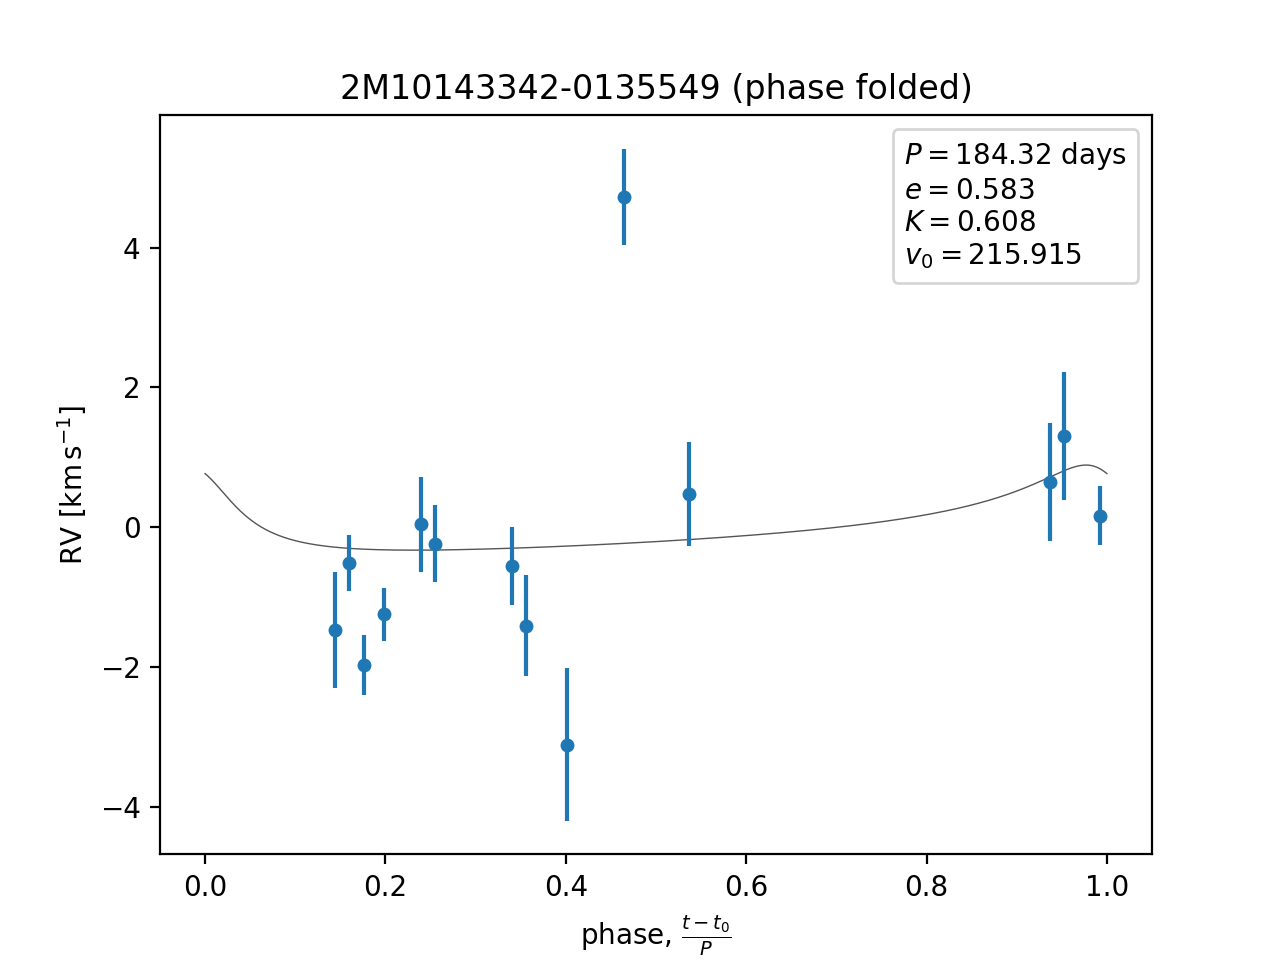 2M10143342-0135549 (phase folded)
P = 184.32 days
e = 0.583
K = 0.608
v₀ = 215.915
RV [km s⁻¹]
4
2
0
−2
−4
0.0 0.2 0.4 0.6 0.8 1.0
phase, (t − t₀)/P